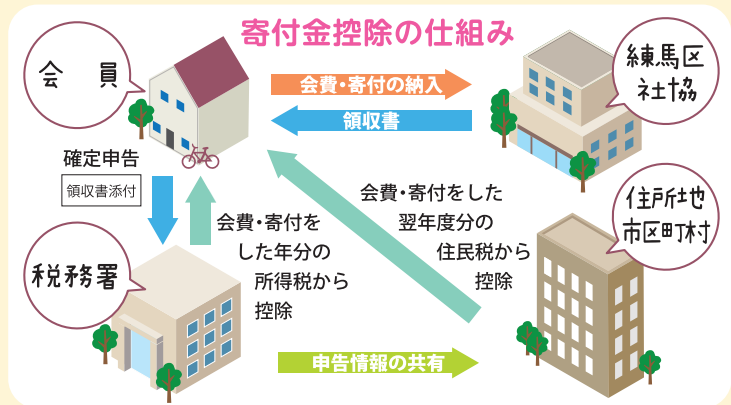 寄付金控除の仕組み
会員
会費・寄付の納入
領収書
練馬区
社協
確定申告
領収書添付
会費・寄付を
した年分の
所得税から
控除
会費・寄付をした
翌年度分の
住民税から
控除
住所地
市区町村
税務署
申告情報の共有